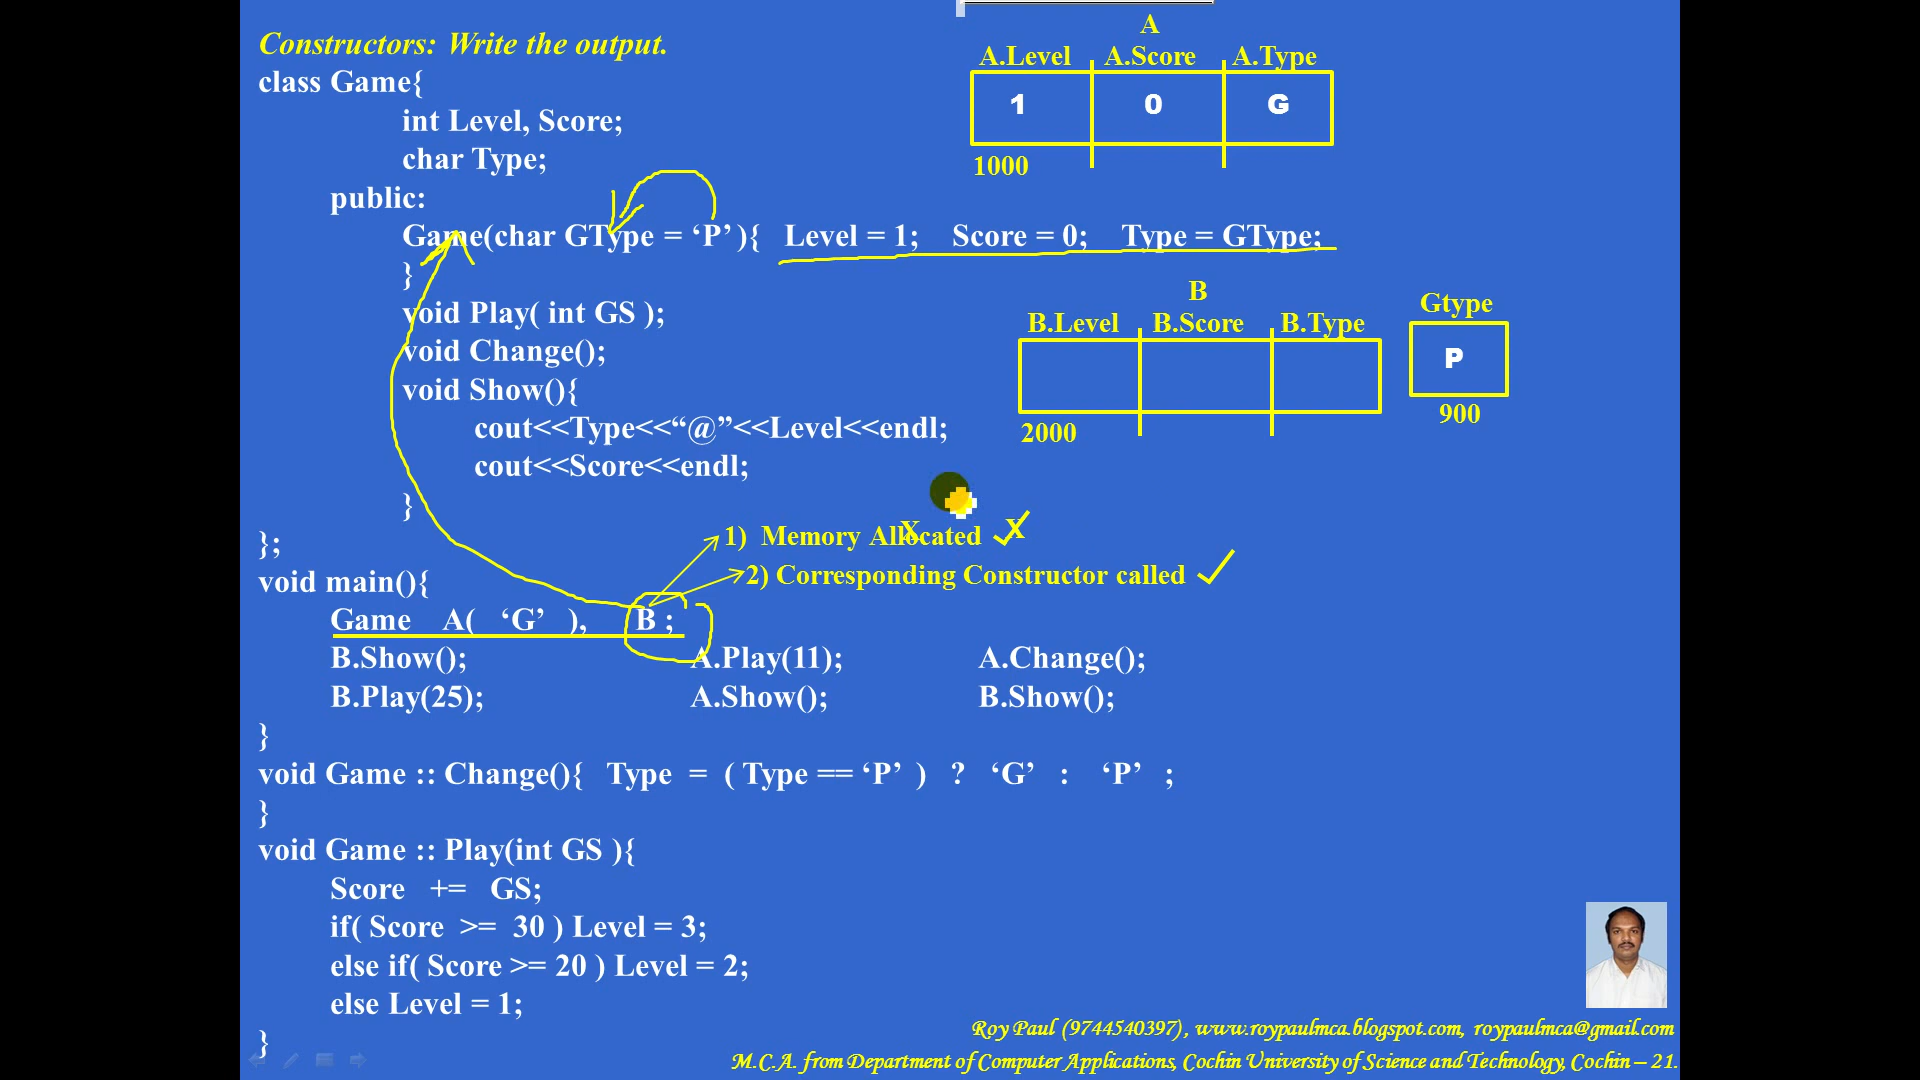 Constructors: Write the output.
class Game{
int Level, Score;
char Type;
public:
Game(char GType = ‘P’ ){ Level = 1; Score = 0; Type = GType;
}
void Play( int GS );
void Change();
void Show(){
cout<<Type<<“@”<<Level<<endl;
cout<<Score<<endl;
}
};
void main(){
Game A( ‘G’ ), B ;
B.Show(); A.Play(11); A.Change();
B.Play(25); A.Show(); B.Show();
}
void Game :: Change(){ Type = ( Type == ‘P’ ) ? ‘G’ : ‘P’ ;
}
void Game :: Play(int GS ){
Score += GS;
if( Score >= 30 ) Level = 3;
else if( Score >= 20 ) Level = 2;
else Level = 1;
}
A
A.Level A.Score A.Type
1 0 G
1000
B
B.Level B.Score B.Type
2000
Gtype
P
900
X X
1) Memory Allocated
2) Corresponding Constructor called
Roy Paul (9744540397), www.roypaulmca.blogspot.com, roypaulmca@gmail.com
M.C.A. from Department of Computer Applications, Cochin University of Science and Technology, Cochin – 21.